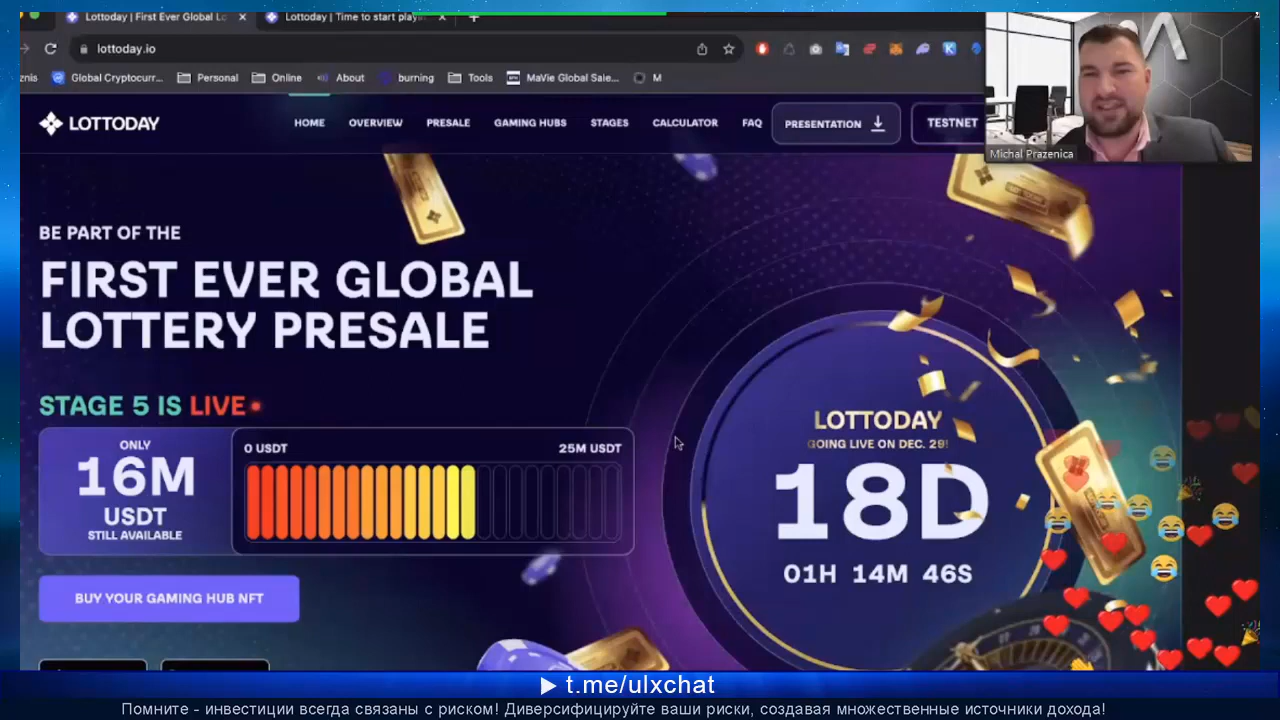 Lottoday | First Ever Global Lo
Lottoday | Time to start playi
lottoday.io
Global Cryptocurr...
Personal
Online
About
burning
Tools
MaVie Global Sale...
M
LOTTODAY
HOME
OVERVIEW
PRESALE
GAMING HUBS
STAGES
CALCULATOR
FAQ
PRESENTATION
TESTNET
Michal Prazenica
BE PART OF THE
FIRST EVER GLOBAL
LOTTERY PRESALE
STAGE 5 IS LIVE
ONLY
16M
USDT
STILL AVAILABLE
0 USDT
25M USDT
BUY YOUR GAMING HUB NFT
LOTTODAY
GOING LIVE ON DEC. 29!
18D
01H 14M 46S
t.me/ulxchat
Помните - инвестиции всегда связаны с риском! Диверсифицируйте ваши риски, создавая множественные источники дохода!